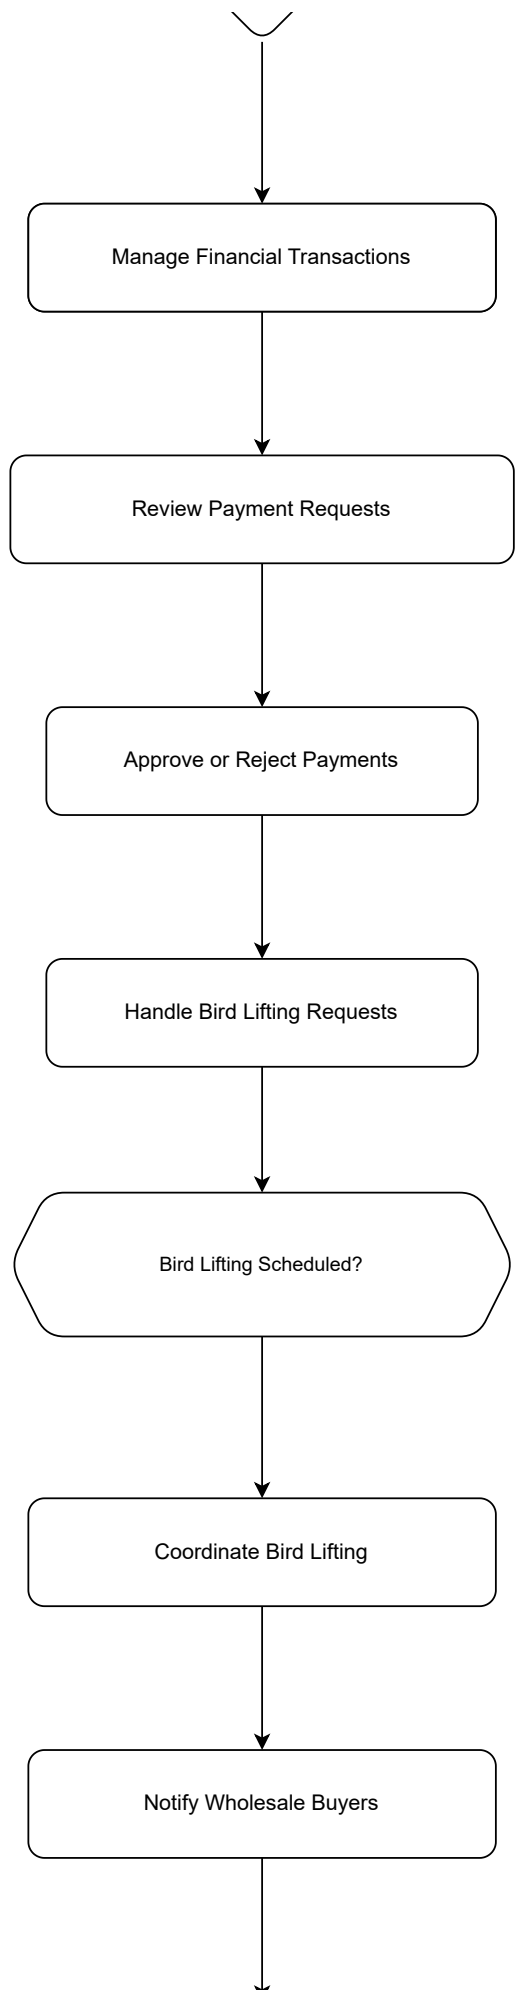 Manage Financial Transactions
Review Payment Requests
Approve or Reject Payments
Handle Bird Lifting Requests
Bird Lifting Scheduled?
Coordinate Bird Lifting
Notify Wholesale Buyers